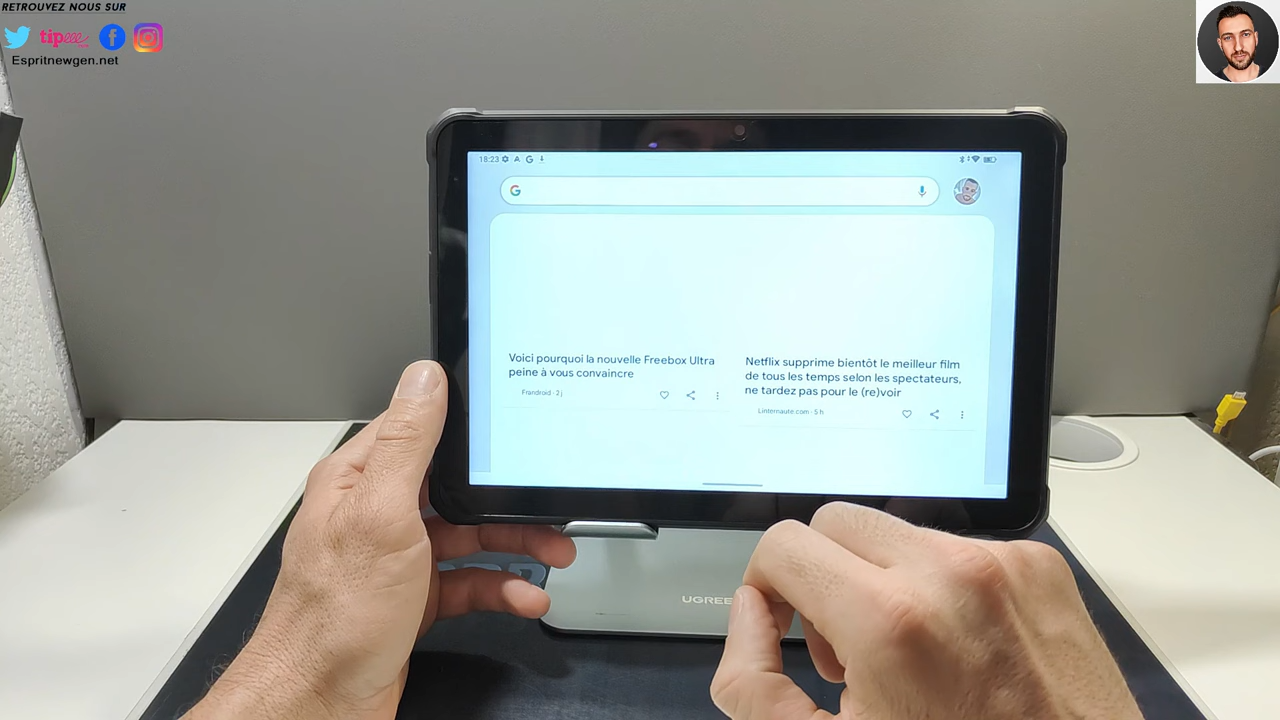 RETROUVEZ NOUS SUR
tipeee
Espritnewgen.net
18:23
Voici pourquoi la nouvelle Freebox Ultra
peine à vous convaincre
Frandroid · 2 j
Netflix supprime bientôt le meilleur film
de tous les temps selon les spectateurs,
ne tardez pas pour le (re)voir
Linternaute.com · 5 h
UGREE